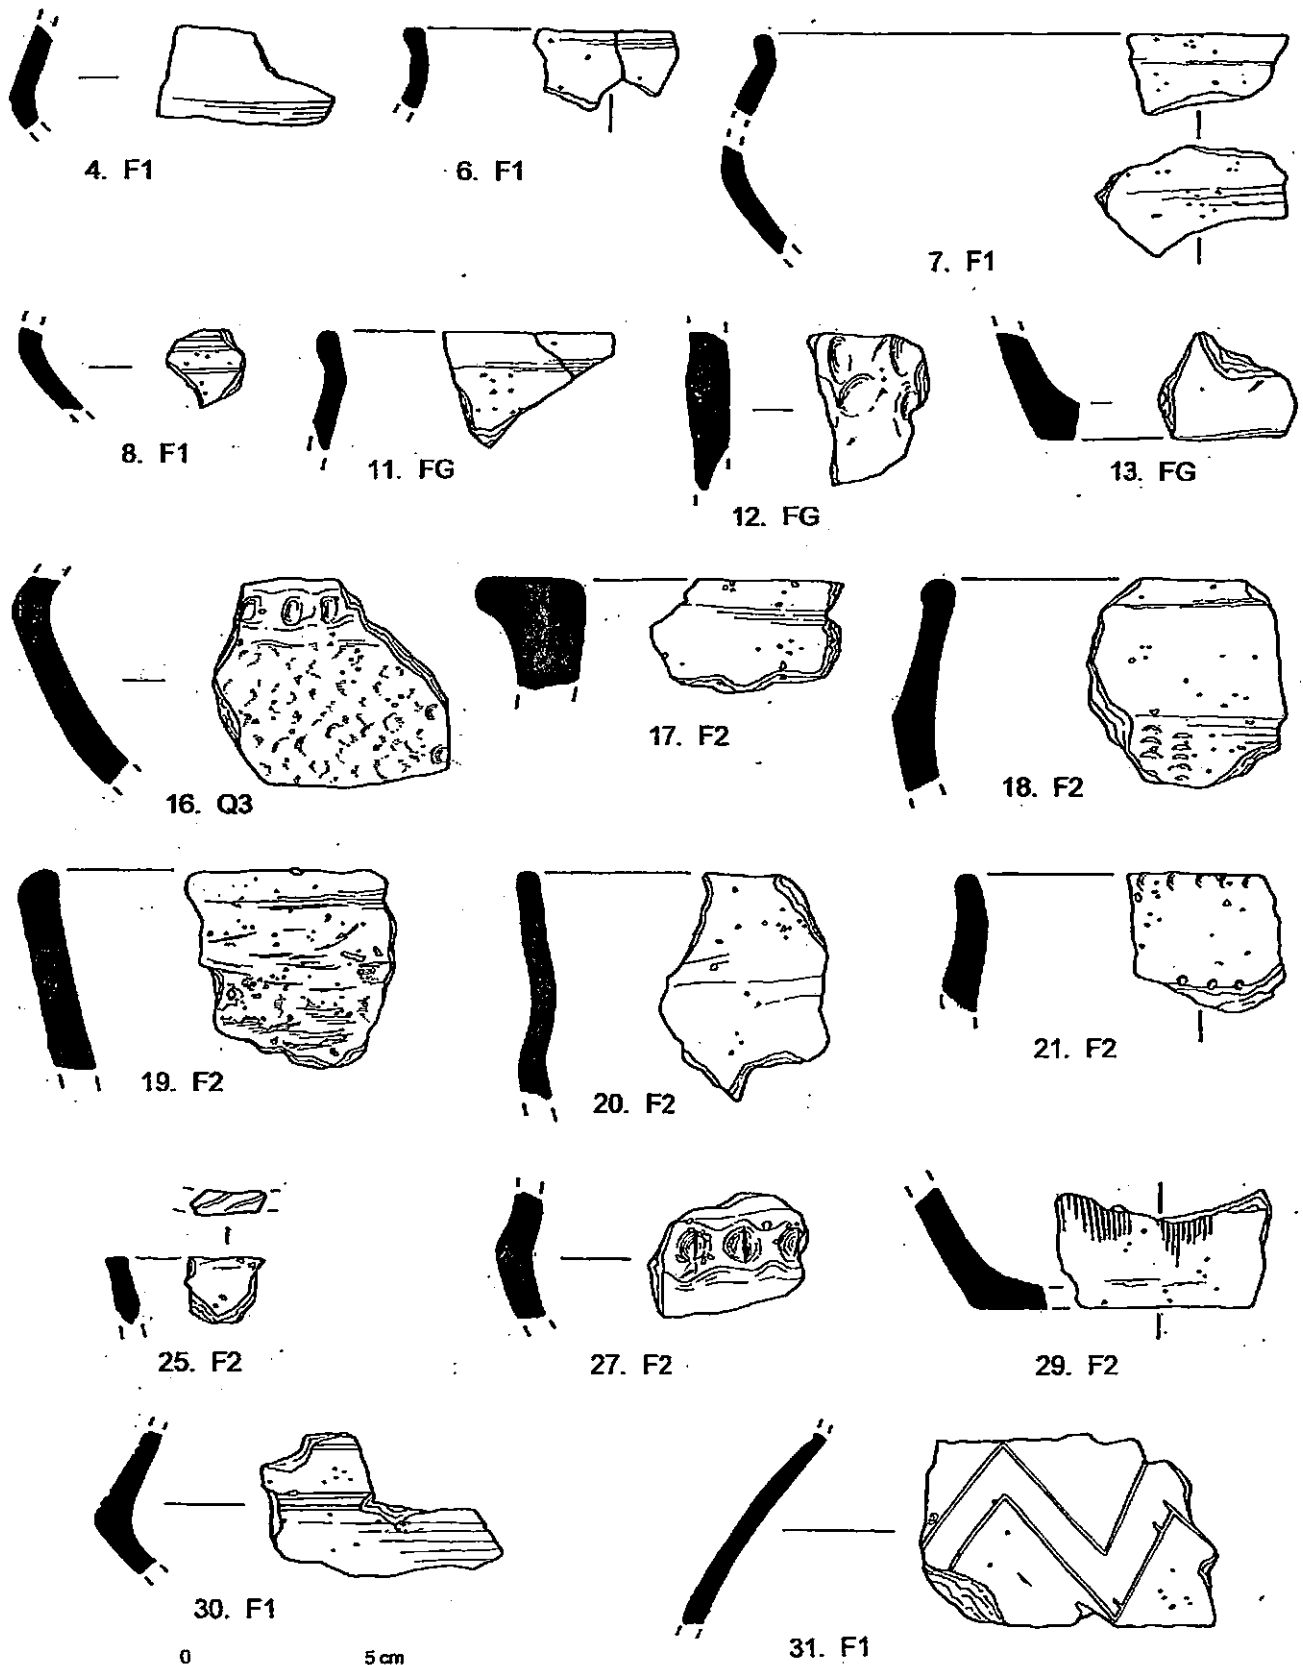 4. F1
6. F1
7. F1
8. F1
11. FG
12. FG
13. FG
16. Q3
17. F2
18. F2
19. F2
20. F2
21. F2
25. F2
27. F2
29. F2
30. F1
31. F1
0 5 cm